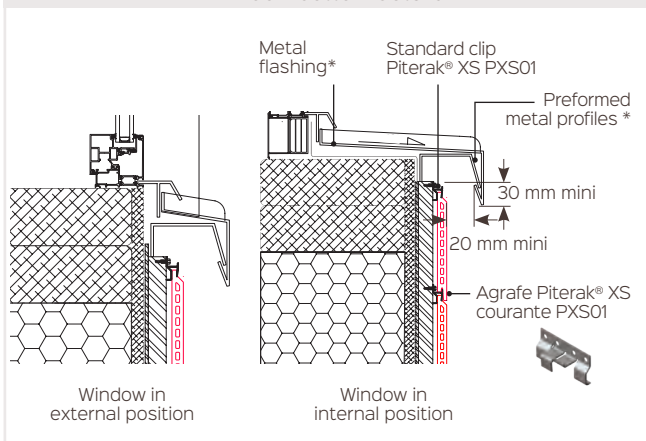 Metal
flashing*
Standard clip
Piterak® XS PXS01
Preformed
metal profiles *
30 mm mini
20 mm mini
Agrafe Piterak® XS
courante PXS01
Window in
external position
Window in
internal position